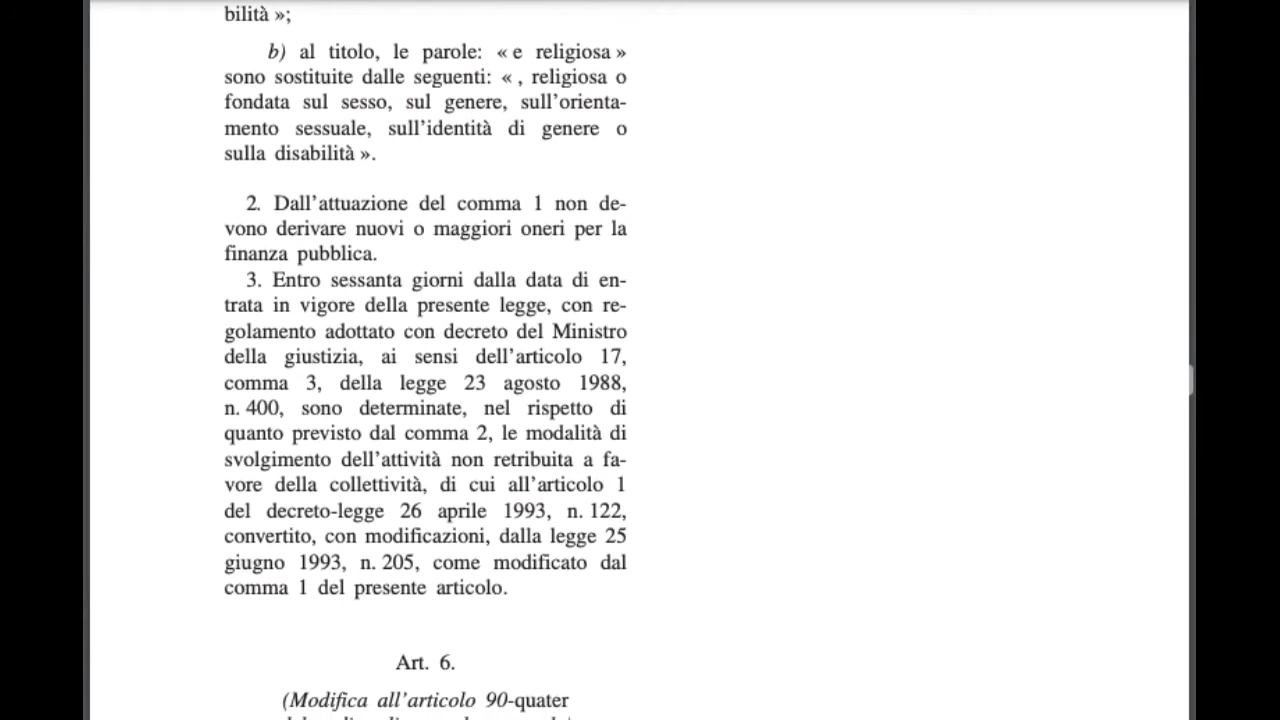 bilità »;
b) al titolo, le parole: « e religiosa »
sono sostituite dalle seguenti: « , religiosa o
fondata sul sesso, sul genere, sull'orienta-
mento sessuale, sull'identità di genere o
sulla disabilità ».
2. Dall'attuazione del comma 1 non de-
vono derivare nuovi o maggiori oneri per la
finanza pubblica.
3. Entro sessanta giorni dalla data di en-
trata in vigore della presente legge, con re-
golamento adottato con decreto del Ministro
della giustizia, ai sensi dell'articolo 17,
comma 3, della legge 23 agosto 1988,
n. 400, sono determinate, nel rispetto di
quanto previsto dal comma 2, le modalità di
svolgimento dell'attività non retribuita a fa-
vore della collettività, di cui all'articolo 1
del decreto-legge 26 aprile 1993, n. 122,
convertito, con modificazioni, dalla legge 25
giugno 1993, n. 205, come modificato dal
comma 1 del presente articolo.
Art. 6.
(Modifica all'articolo 90-quater